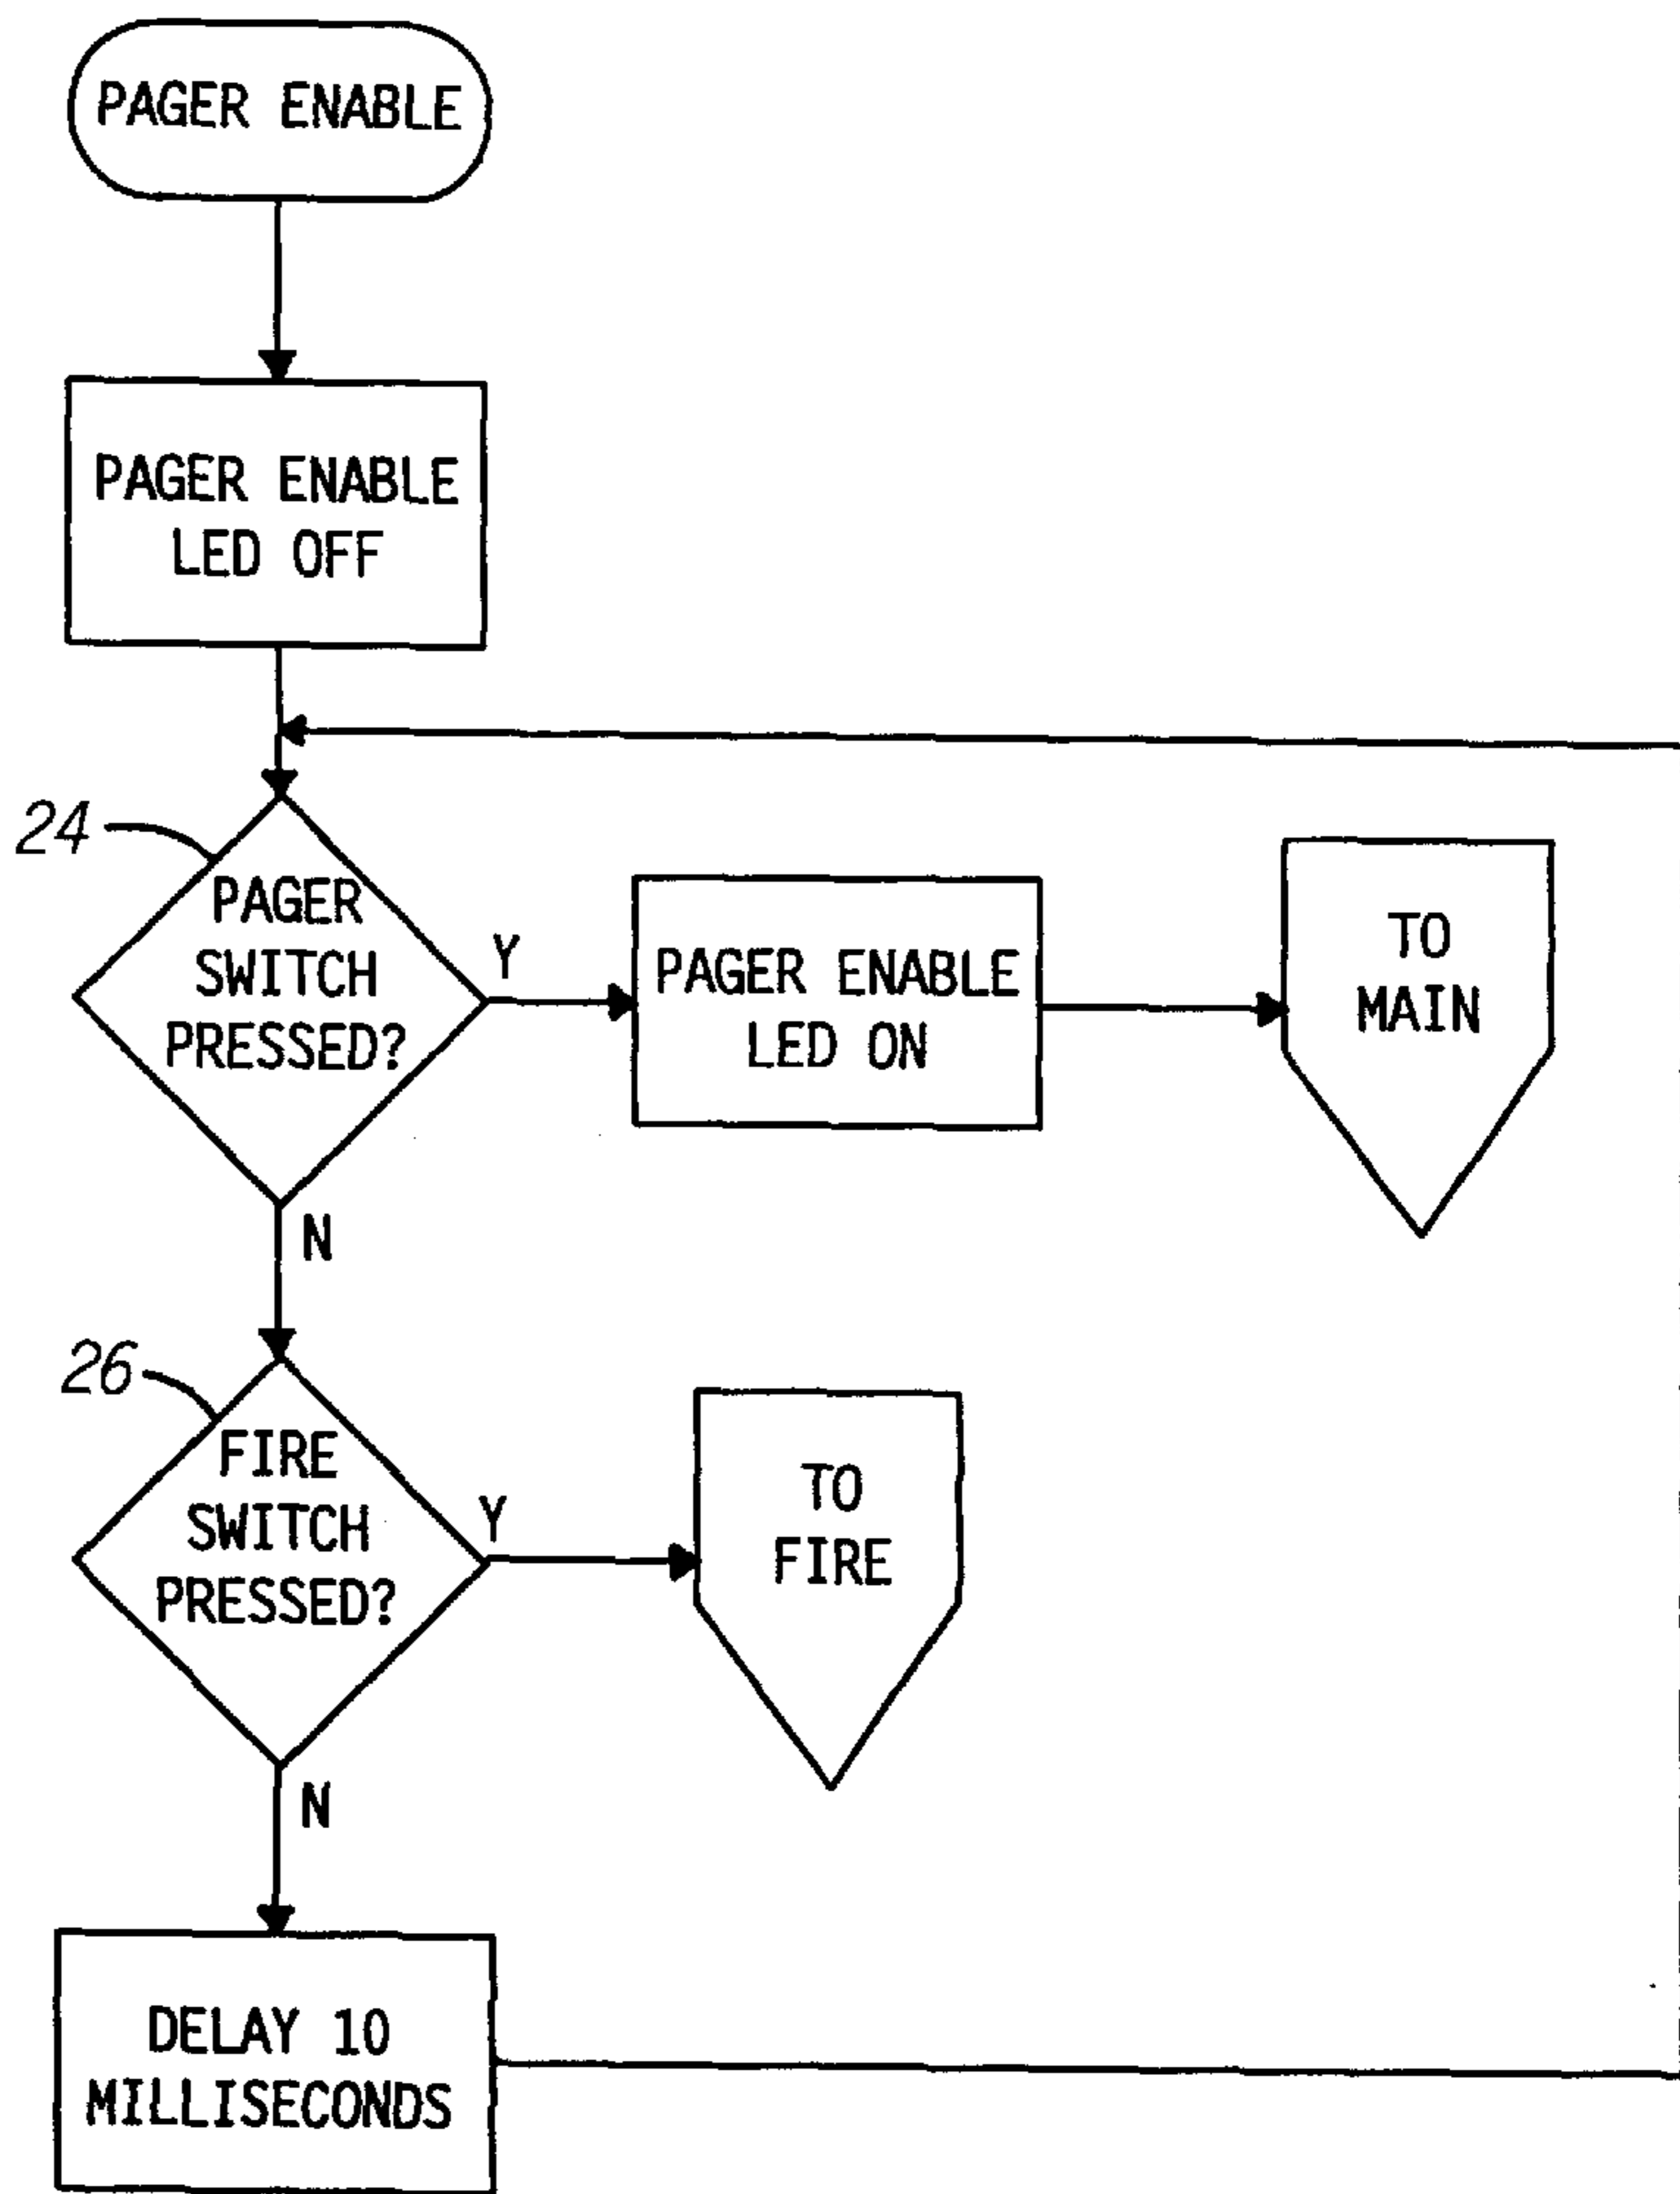 PAGER ENABLE
PAGER ENABLE
LED OFF
24
PAGER
SWITCH
PRESSED?
Y
PAGER ENABLE
LED ON
TO
MAIN
N
26
FIRE
SWITCH
PRESSED?
Y
TO
FIRE
N
DELAY 10
MILLISECONDS